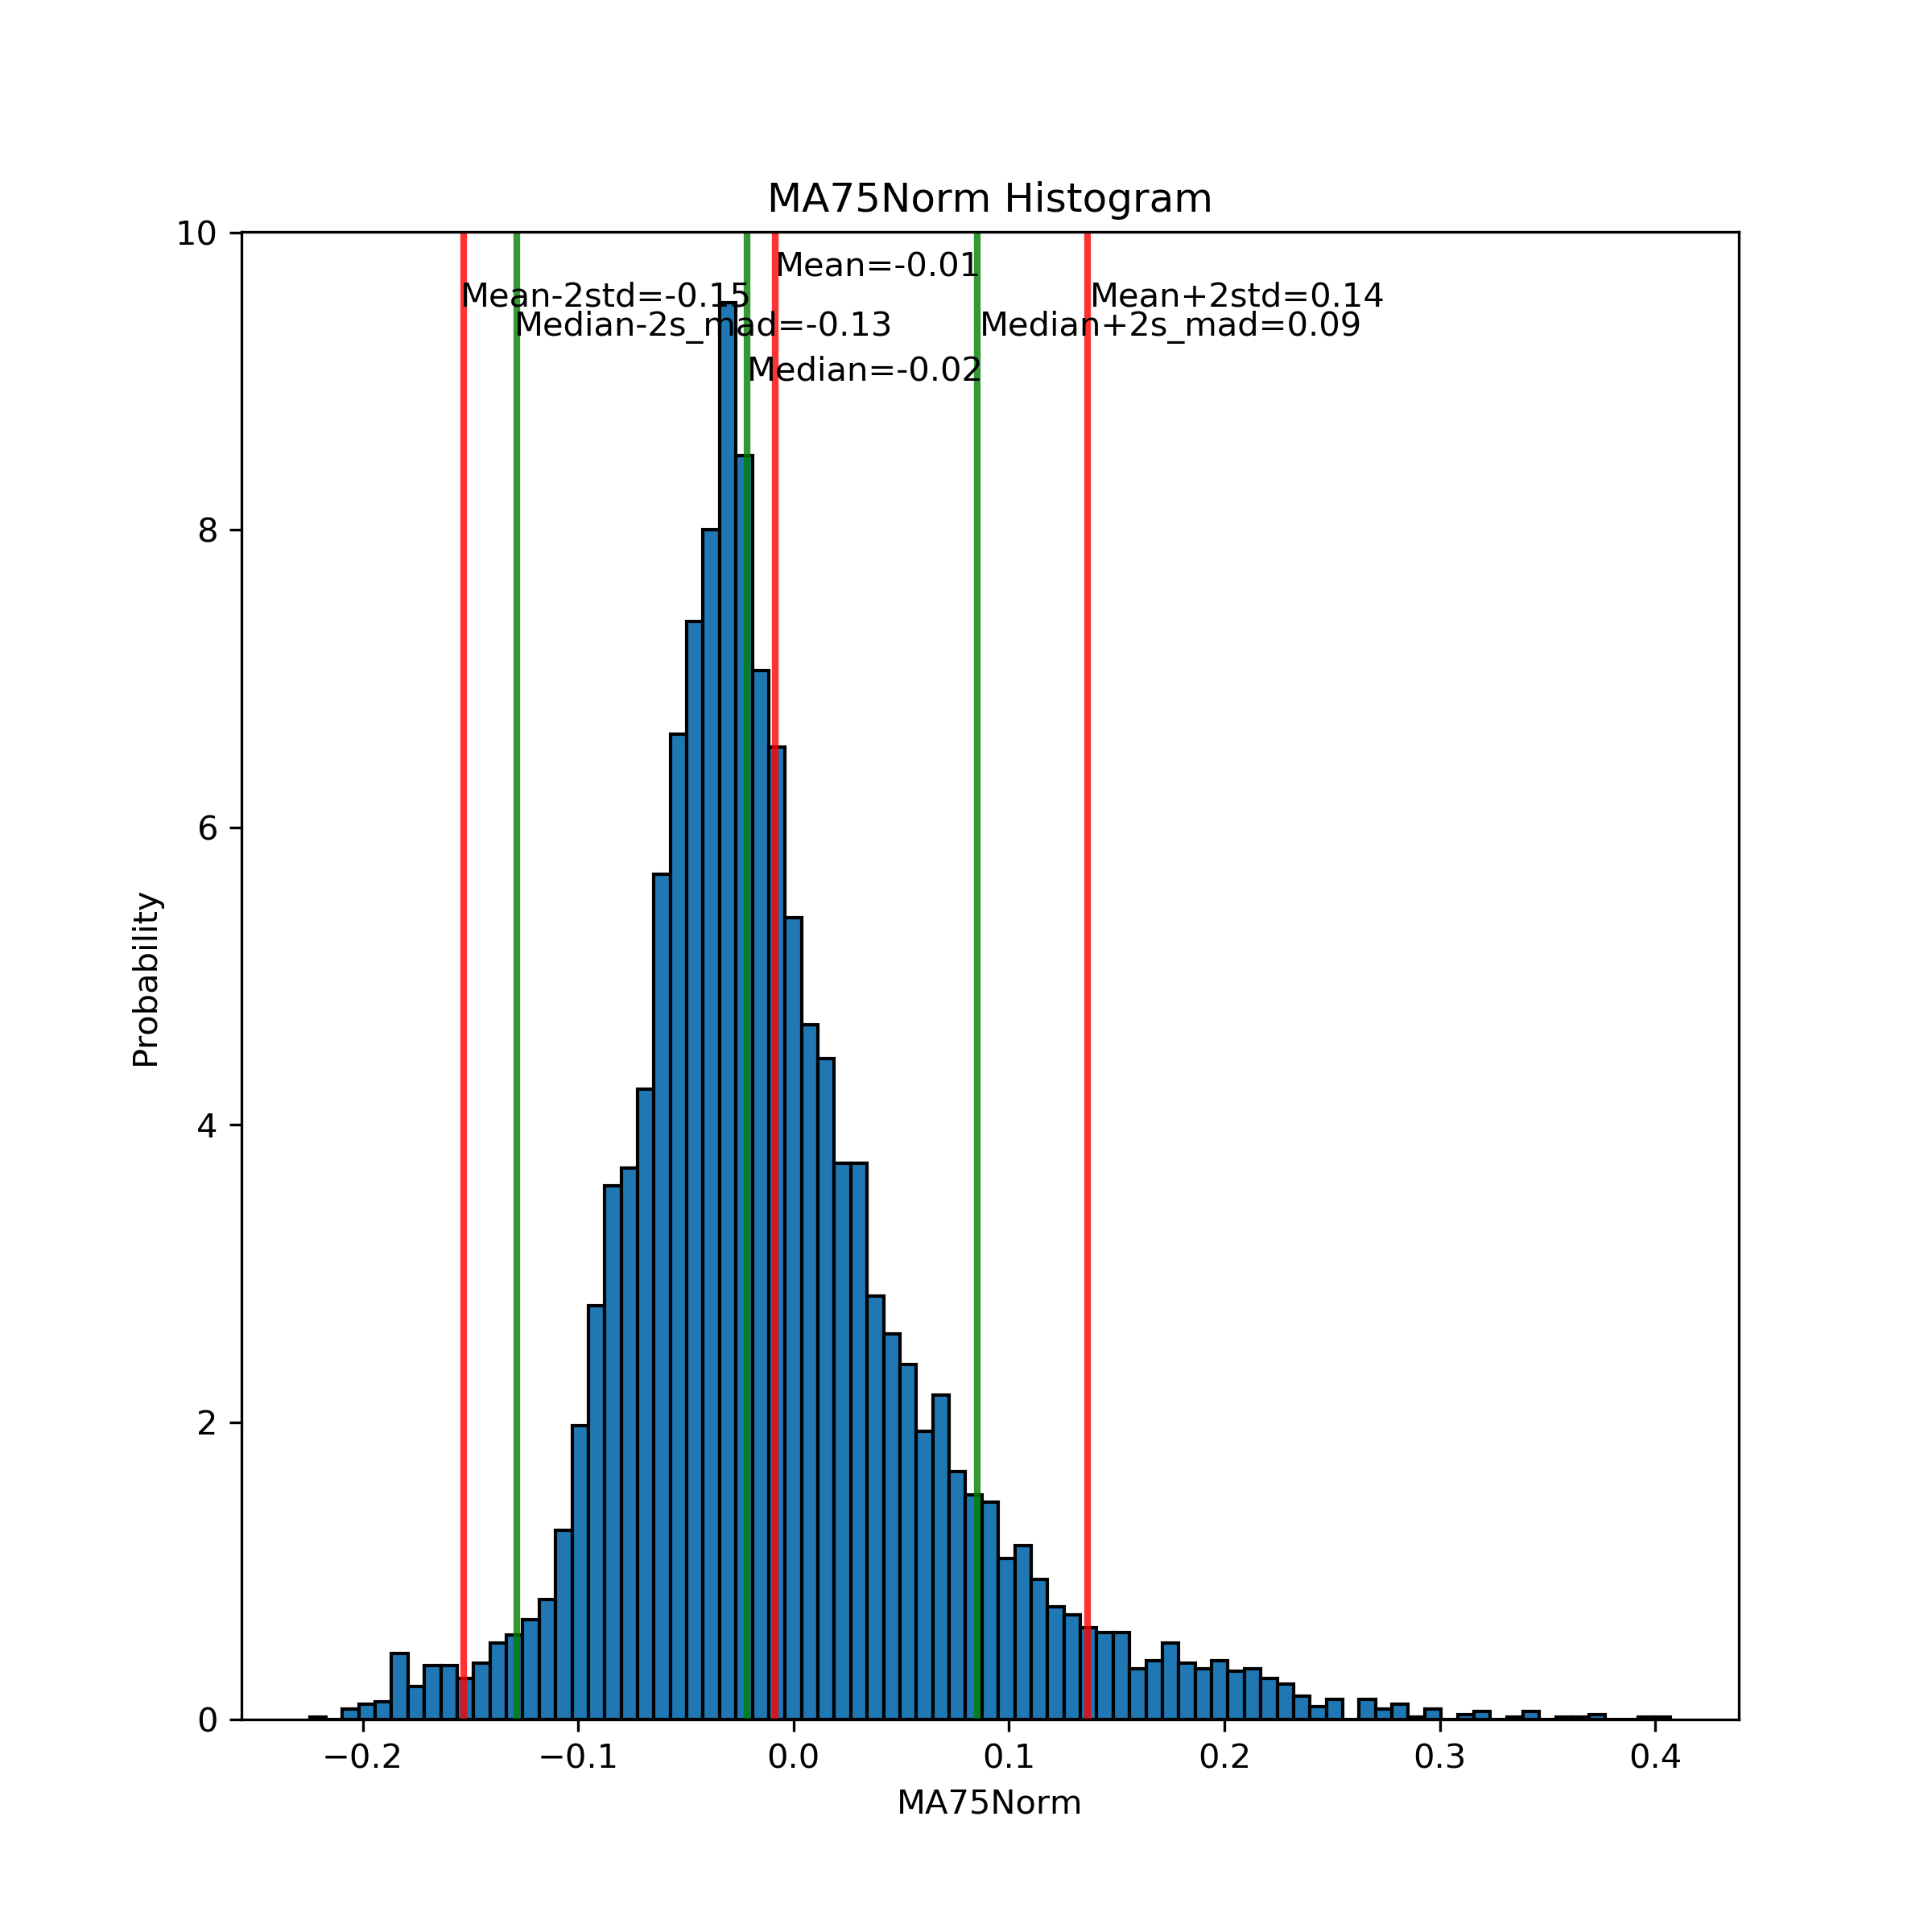 MA75Norm Histogram
10
Mean=-0.01
Mean-2std=-0.15
Mean+2std=0.14
Median-2s_mad=-0.13
Median+2s_mad=0.09
Median=-0.02
8
6
Probability
4
2
0
−0.2
−0.1
0.0
0.1
0.2
0.3
0.4
MA75Norm